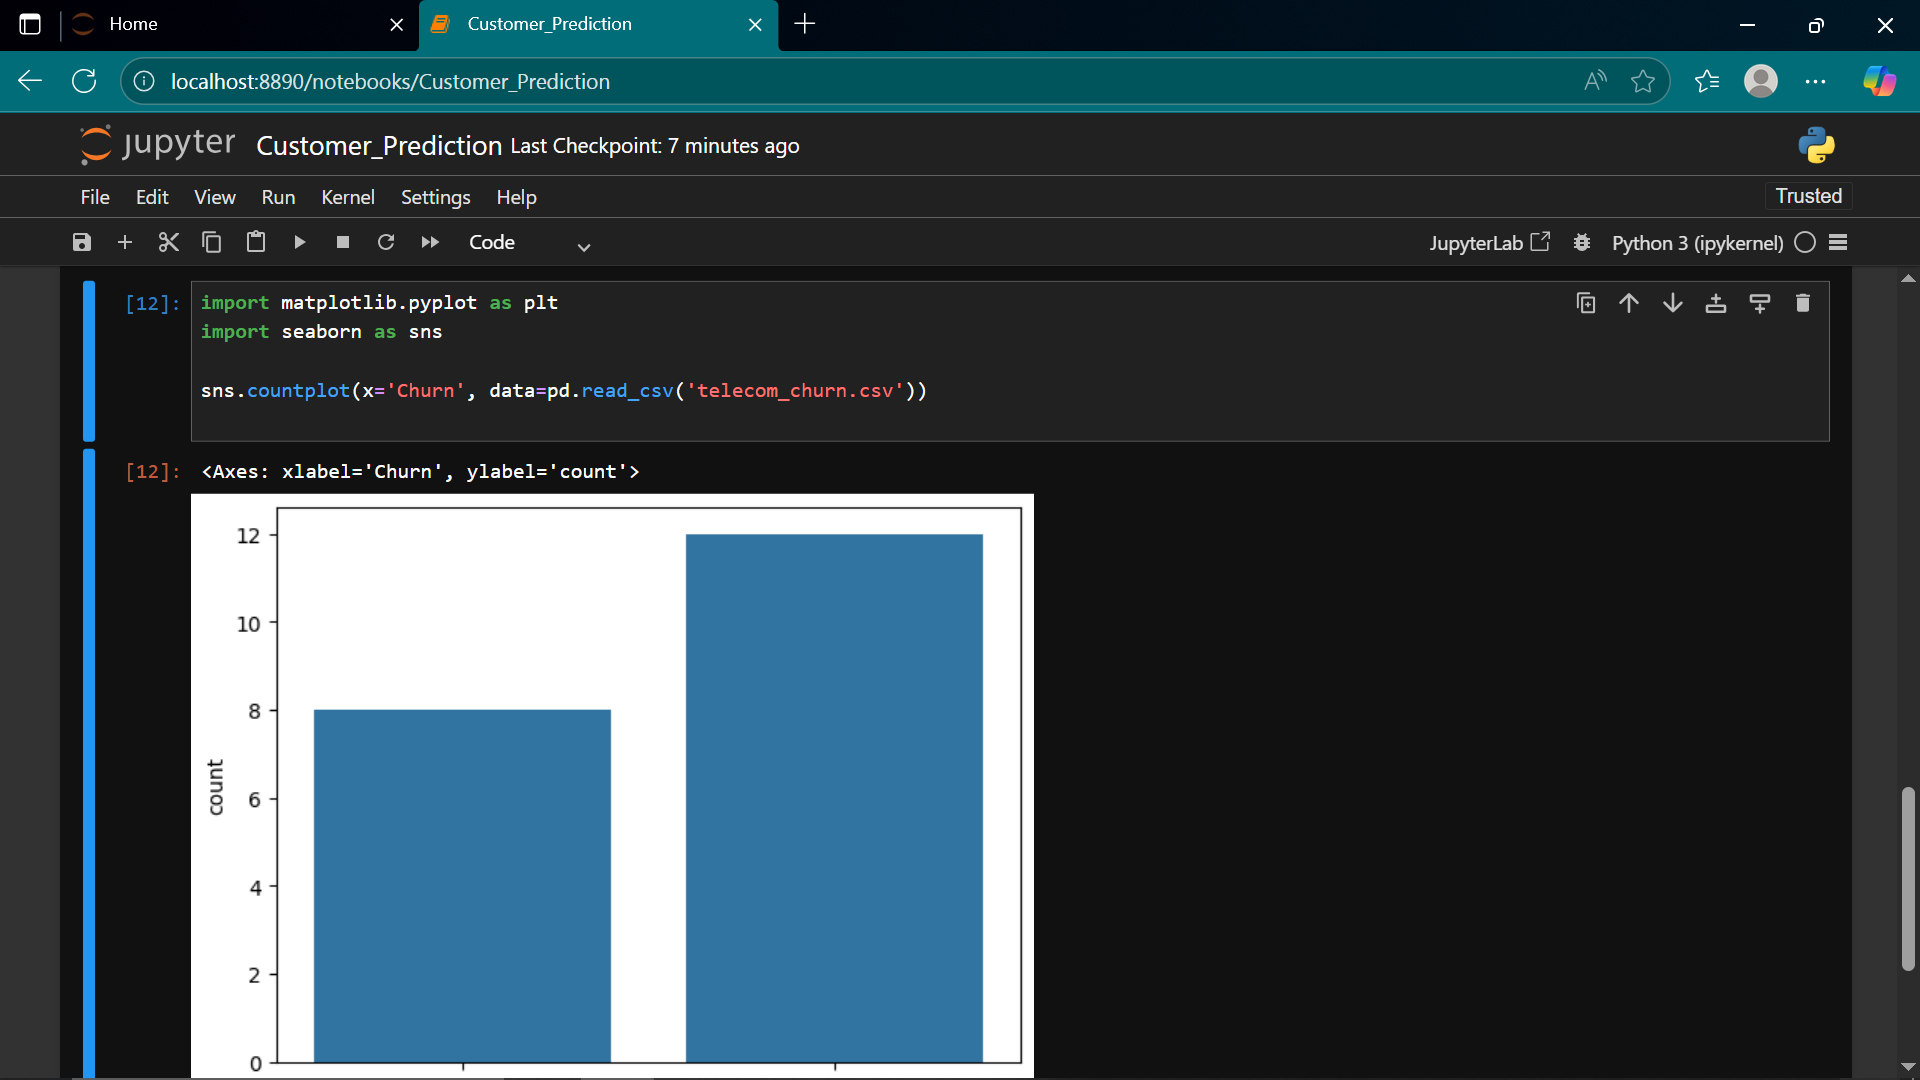 Home
Customer_Prediction
localhost:8890/notebooks/Customer_Prediction
jupyter Customer_Prediction Last Checkpoint: 7 minutes ago
File Edit View Run Kernel Settings Help
Trusted
Code
JupyterLab
Python 3 (ipykernel)
[12]: import matplotlib.pyplot as plt
import seaborn as sns
sns.countplot(x='Churn', data=pd.read_csv('telecom_churn.csv'))
[12]: <Axes: xlabel='Churn', ylabel='count'>
12
10
8
6
4
2
0
count